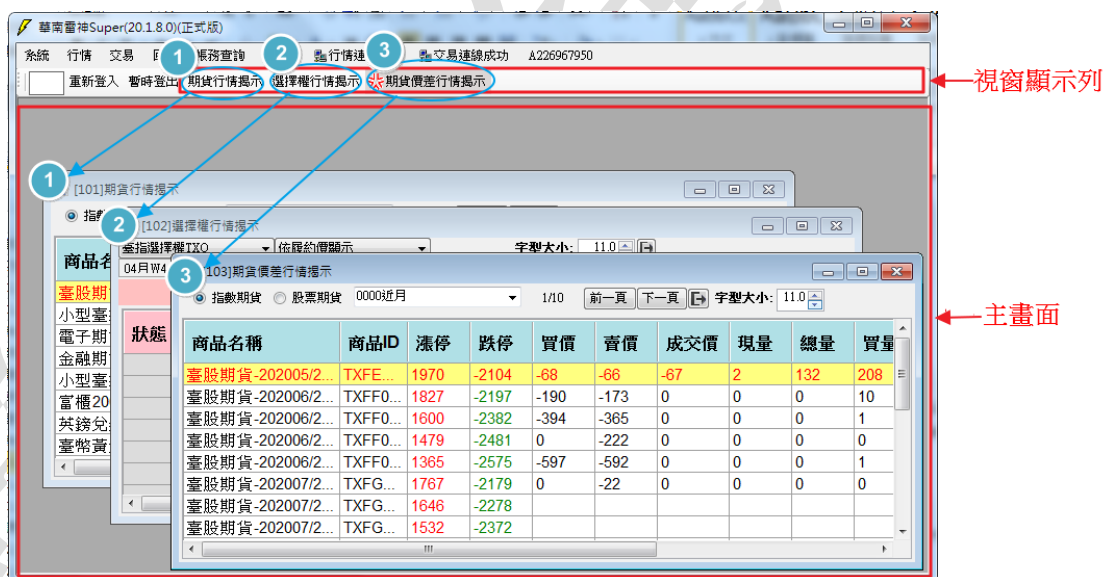 華南雷神Super(20.1.8.0)(正式版)
系統 行情 交易 帳務查詢 行情連 交易連線成功 A226967950
1 2 3
重新登入 暫時登出 期貨行情揭示 選擇權行情揭示 期貨價差行情揭示
視窗顯示列
1
[101]期貨行情揭示
指數
2
[102]選擇權行情揭示
臺指選擇權TXO 依履約價顯示 字型大小: 11.0
04月W4
3
[103]期貨價差行情揭示
指數期貨 股票期貨 0000近月 1/10 前一頁 下一頁 字型大小: 11.0
主畫面
商品名
臺股期
小型臺
電子期
金融期
小型臺
富櫃20
英鎊兌
臺幣黃
狀態
商品名稱 商品ID 漲停 跌停 買價 賣價 成交價 現量 總量 買量
臺股期貨-202005/2... TXFE... 1970 -2104 -68 -66 -67 2 132 208
臺股期貨-202006/2... TXFF0... 1827 -2197 -190 -173 0 0 0 10
臺股期貨-202006/2... TXFF0... 1600 -2382 -394 -365 0 0 0 1
臺股期貨-202006/2... TXFF0... 1479 -2481 0 -222 0 0 0 0
臺股期貨-202006/2... TXFF0... 1365 -2575 -597 -592 0 0 0 1
臺股期貨-202007/2... TXFG... 1767 -2179 0 -22 0 0 0 0
臺股期貨-202007/2... TXFG... 1646 -2278
臺股期貨-202007/2... TXFG... 1532 -2372